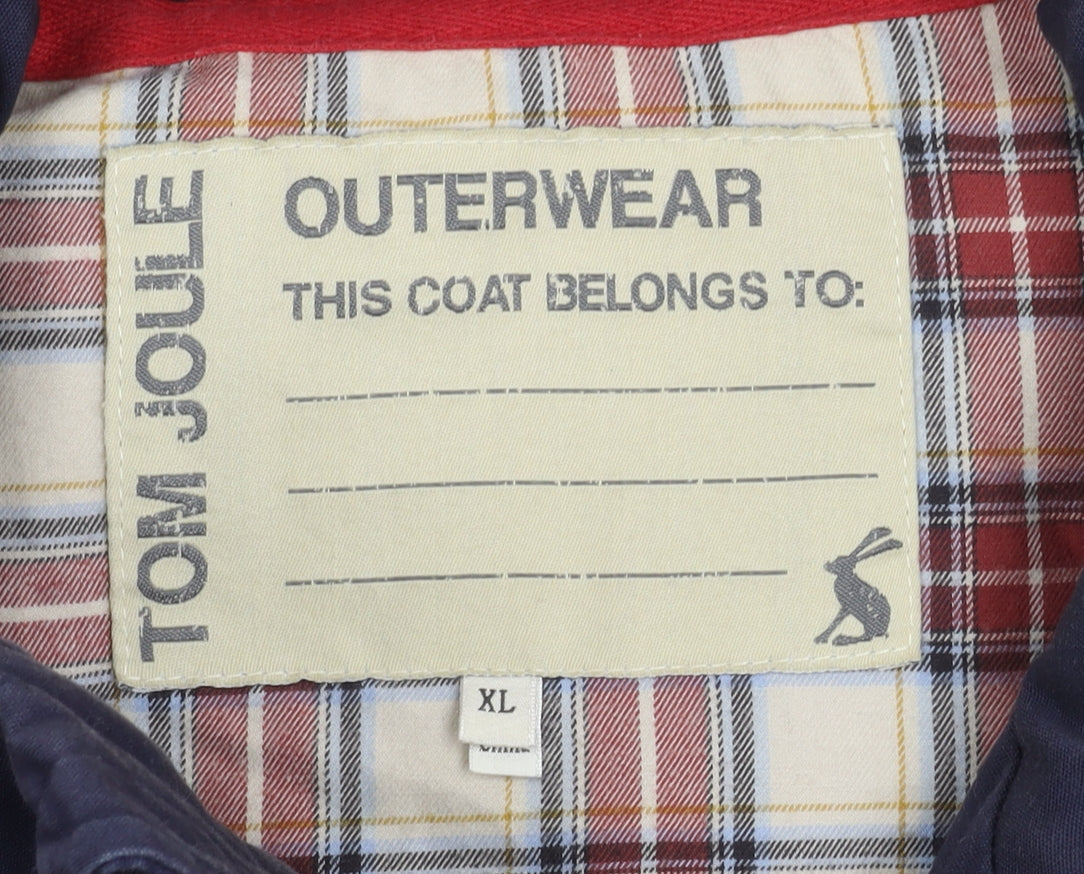 TOM JOULE
OUTERWEAR
THIS COAT BELONGS TO:
XL